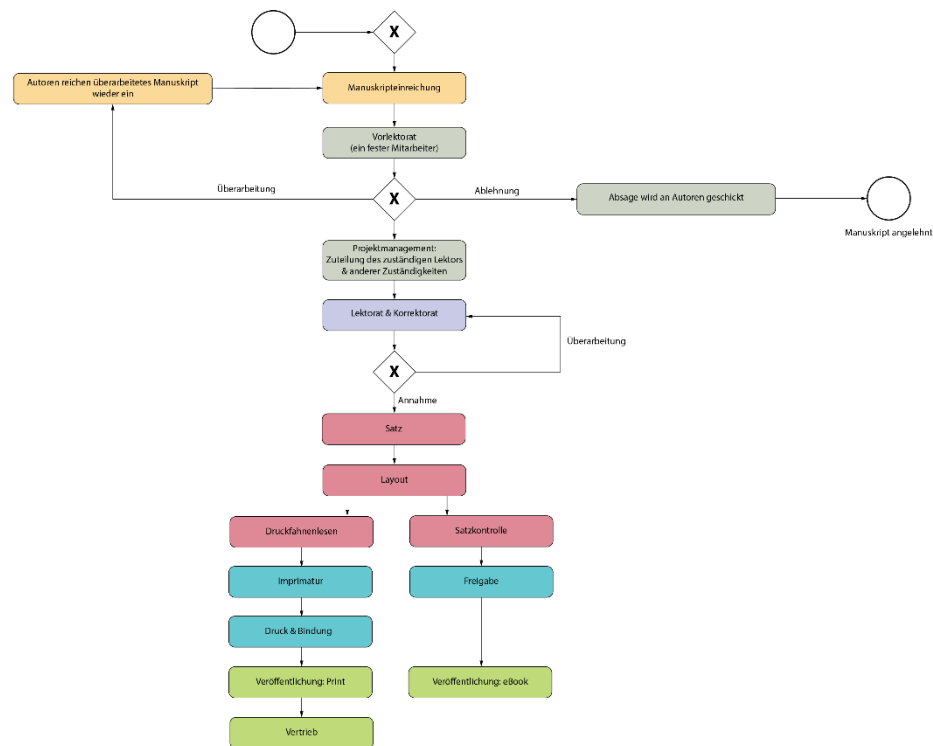 X
Autoren reichen überarbeitetes Manuskript
wieder ein
Manuskripteinreichung
Vorlektorat
(ein fester Mitarbeiter)
Überarbeitung
X
Ablehnung
Absage wird an Autoren geschickt
Manuskript angelehnt
Projektmanagement:
Zuteilung des zuständigen Lektors
& anderer Zuständigkeiten
Lektorat & Korrektorat
Überarbeitung
X
Annahme
Satz
Layout
Druckfahnenlesen
Satzkontrolle
Imprimatur
Freigabe
Druck & Bindung
Veröffentlichung: Print
Veröffentlichung: eBook
Vertrieb